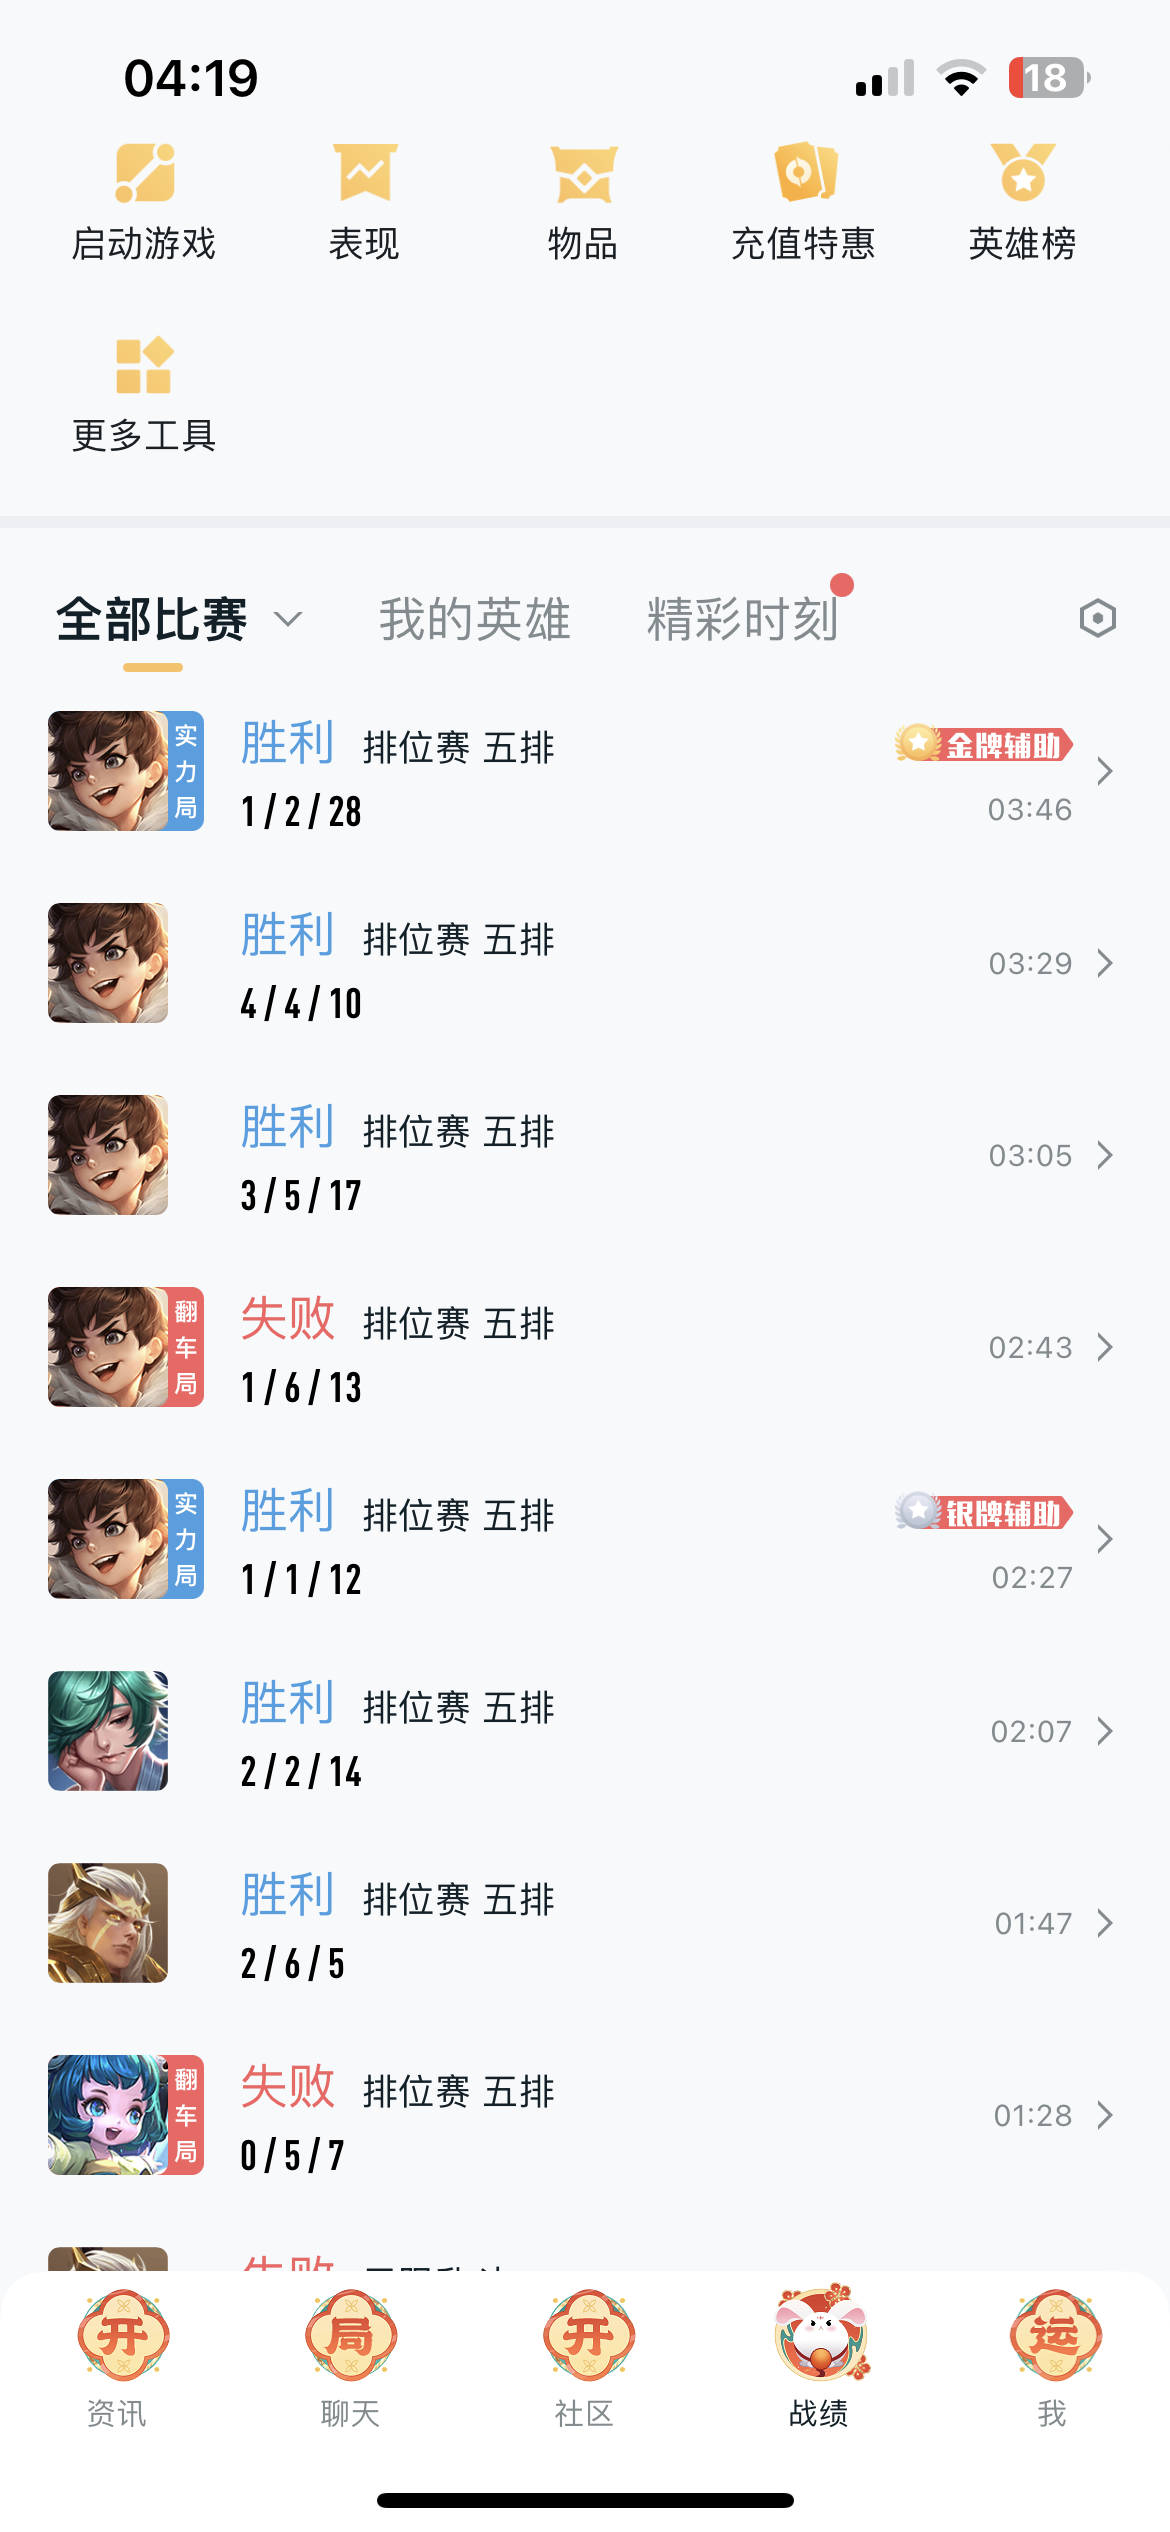 04:19
18
启动游戏 表现 物品 充值特惠 英雄榜
更多工具
全部比赛 我的英雄 精彩时刻
实力局
胜利 排位赛 五排
金牌辅助
1 / 2 / 28
03:46
胜利 排位赛 五排
4 / 4 / 10
03:29
胜利 排位赛 五排
3 / 5 / 17
03:05
翻车局
失败 排位赛 五排
1 / 6 / 13
02:43
实力局
胜利 排位赛 五排
银牌辅助
1 / 1 / 12
02:27
胜利 排位赛 五排
2 / 2 / 14
02:07
胜利 排位赛 五排
2 / 6 / 5
01:47
翻车局
失败 排位赛 五排
0 / 5 / 7
01:28
失败
开 局 开 运
资讯 聊天 社区 战绩 我